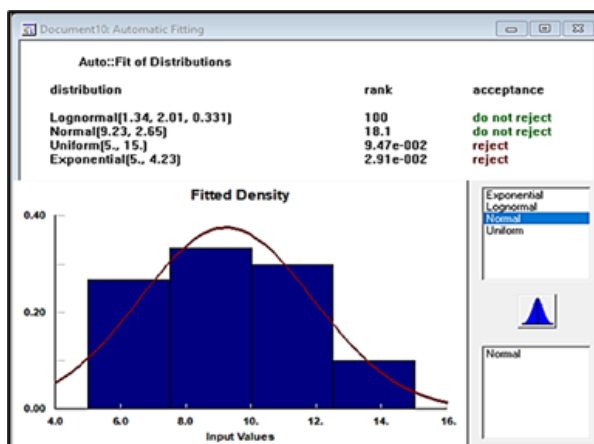 Document10: Automatic Fitting
Auto::Fit of Distributions
distribution rank acceptance
Lognormal(1.34, 2.01, 0.331) 100 do not reject
Normal(9.23, 2.65) 18.1 do not reject
Uniform(5., 15.) 9.47e-002 reject
Exponential(5., 4.23) 2.91e-002 reject
Fitted Density
0.40
0.20
0.00
4.0 6.0 8.0 10. 12. 14. 16.
Input Values
Exponential
Lognormal
Normal
Uniform
Normal